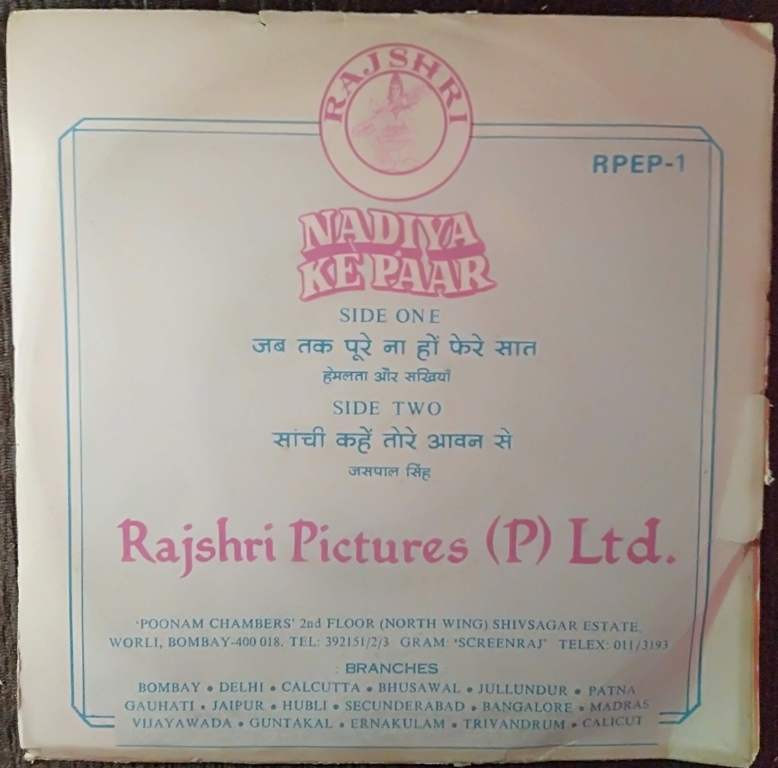 RAJSHRI
RPEP-1
NADIYA
KE PAAR
SIDE ONE
जब तक पूरे ना हों फेरे सात
हेमलता और सखियाँ
SIDE TWO
सांची कहें तोरे आवन से
जसपाल सिंह
Rajshri Pictures (P) Ltd.
'POONAM CHAMBERS' 2nd FLOOR (NORTH WING) SHIVSAGAR ESTATE,
WORLI, BOMBAY-400 018. TEL: 392151/2/3 GRAM: 'SCREENRAJ' TELEX: 011/3193
BRANCHES
BOMBAY • DELHI • CALCUTTA • BHUSAWAL • JULLUNDUR • PATNA
GAUHATI • JAIPUR • HUBLI • SECUNDERABAD • BANGALORE • MADRAS
VIJAYAWADA • GUNTAKAL • ERNAKULAM • TRIVANDRUM • CALICUT